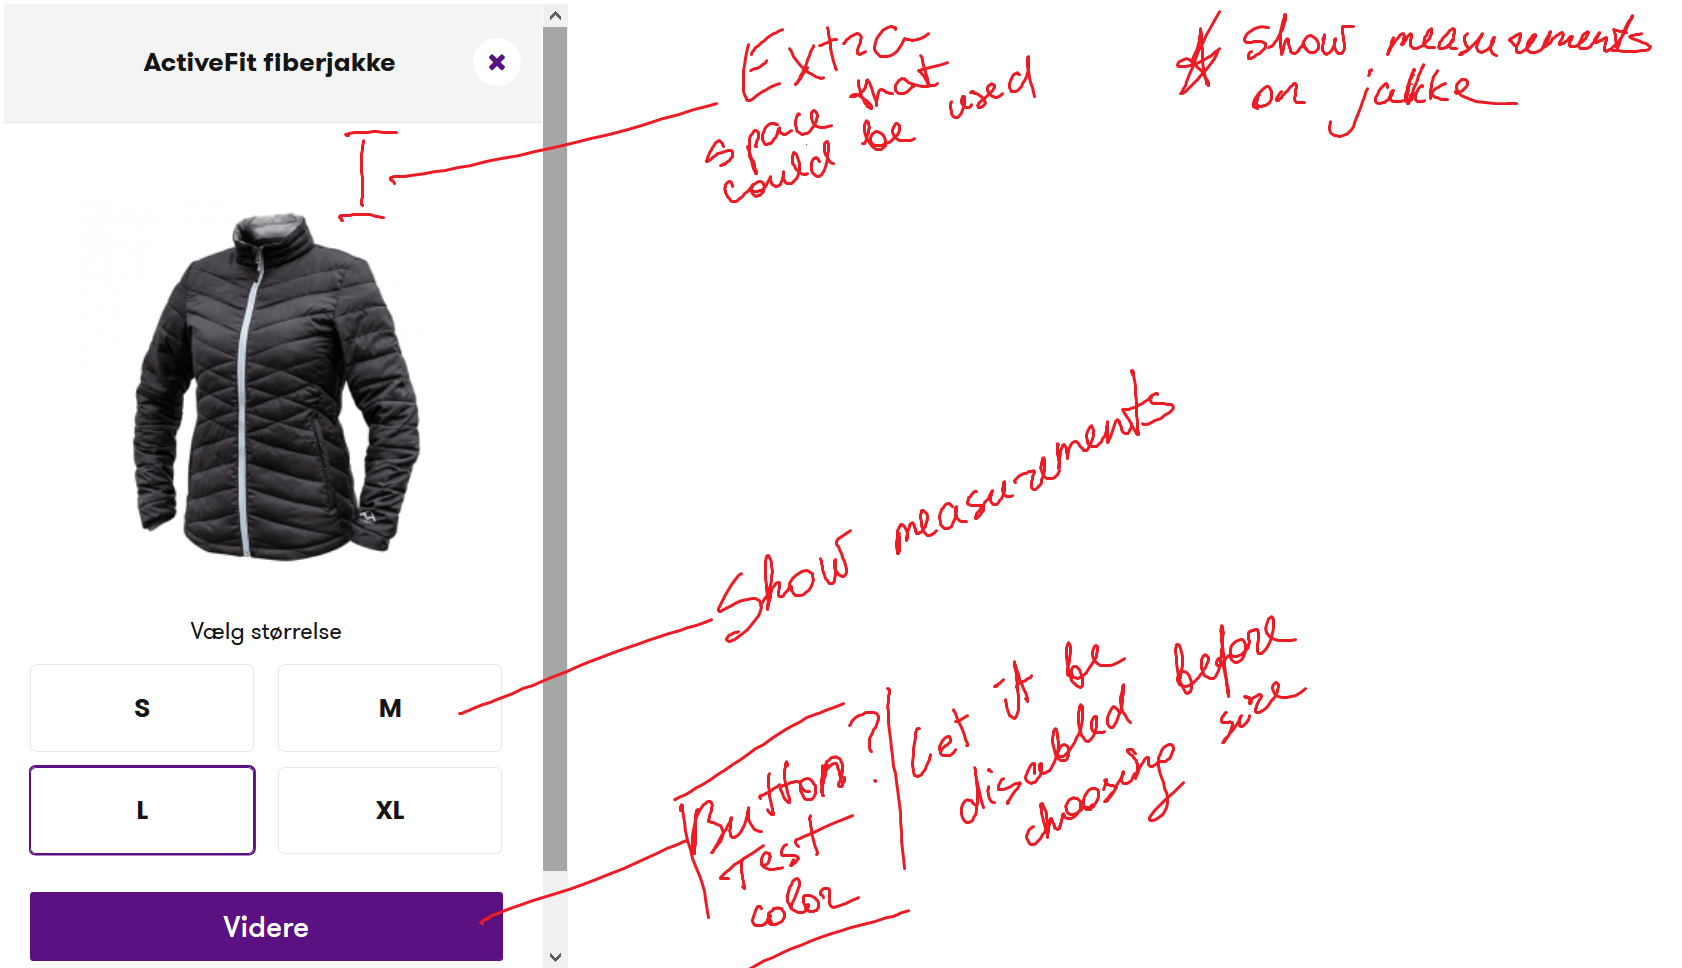 ActiveFit fIberjakke
Extra
space that
could be used
* Show measurements
on jakke
Vælg størrelse
S
M
L
XL
Show measurements
Videre
Button?
Test
color
Let it be
disabled before
choosing size